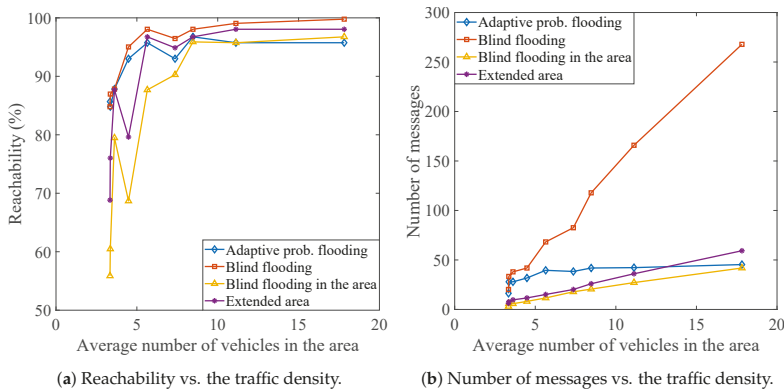 100
90
80
70
60
50
0
5
10
15
20
Reachability (%)
Average number of vehicles in the area
Adaptive prob. flooding
Blind flooding
Blind flooding in the area
Extended area
(a) Reachability vs. the traffic density.
300
250
200
150
100
50
0
0
5
10
15
20
Number of messages
Average number of vehicles in the area
Adaptive prob. flooding
Blind flooding
Blind flooding in the area
Extended area
(b) Number of messages vs. the traffic density.